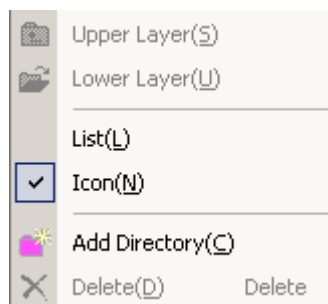 Upper Layer(S)
Lower Layer(U)
List(L)
Icon(N)
Add Directory(C)
Delete(D) Delete